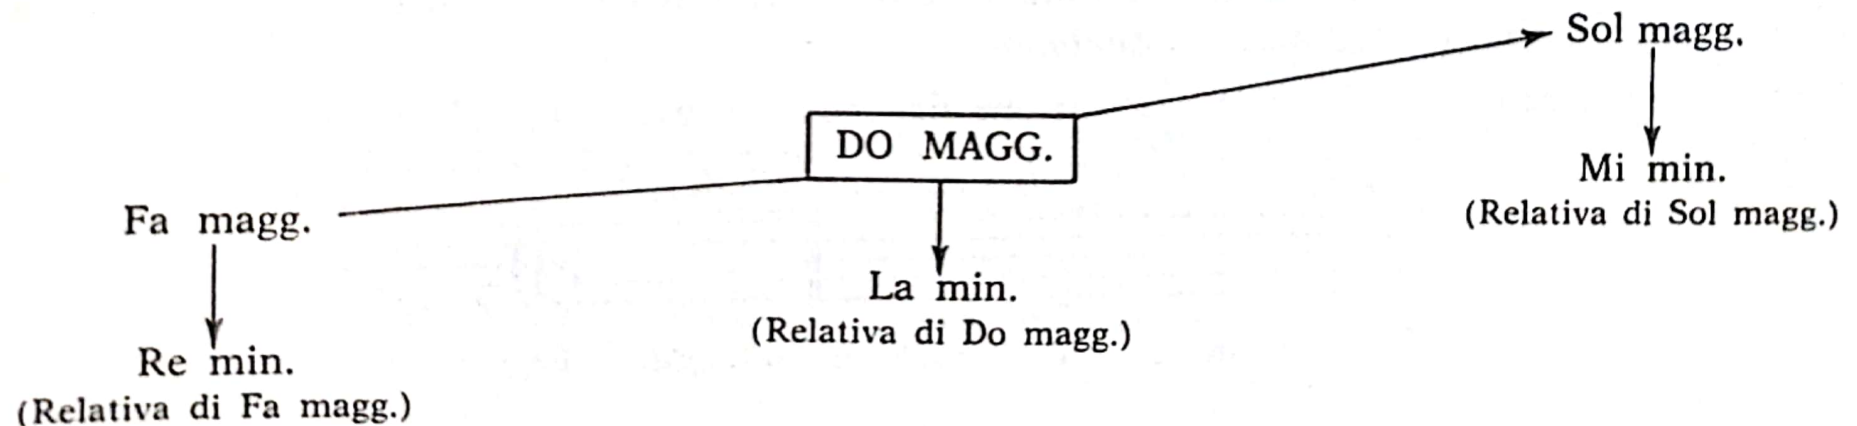 Sol magg.
DO MAGG.
Mi min.
(Relativa di Sol magg.)
Fa magg.
La min.
(Relativa di Do magg.)
Re min.
(Relativa di Fa magg.)